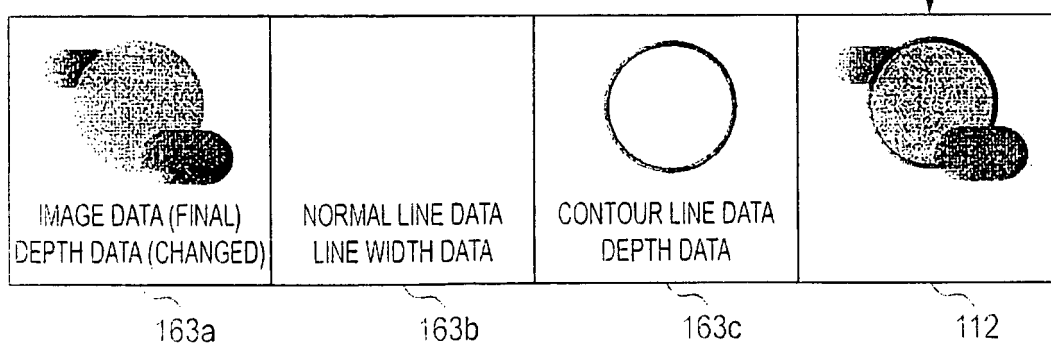 IMAGE DATA (FINAL)
DEPTH DATA (CHANGED)
NORMAL LINE DATA
LINE WIDTH DATA
CONTOUR LINE DATA
DEPTH DATA
163a
163b
163c
112